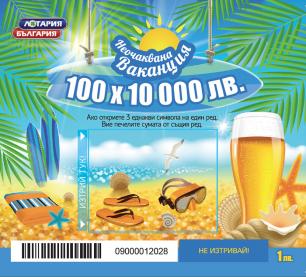 ЛОТАРИЯ
БЪЛГАРИЯ
Неочаквана
Ваканция
100 x 10 000 ЛВ.
Ако откриете 3 еднакви символа на един ред,
Вие печелите сумата от същия ред.
ИЗТРИЙ ТУК!
09000012028
НЕ ИЗТРИВАЙ!
1 лв.